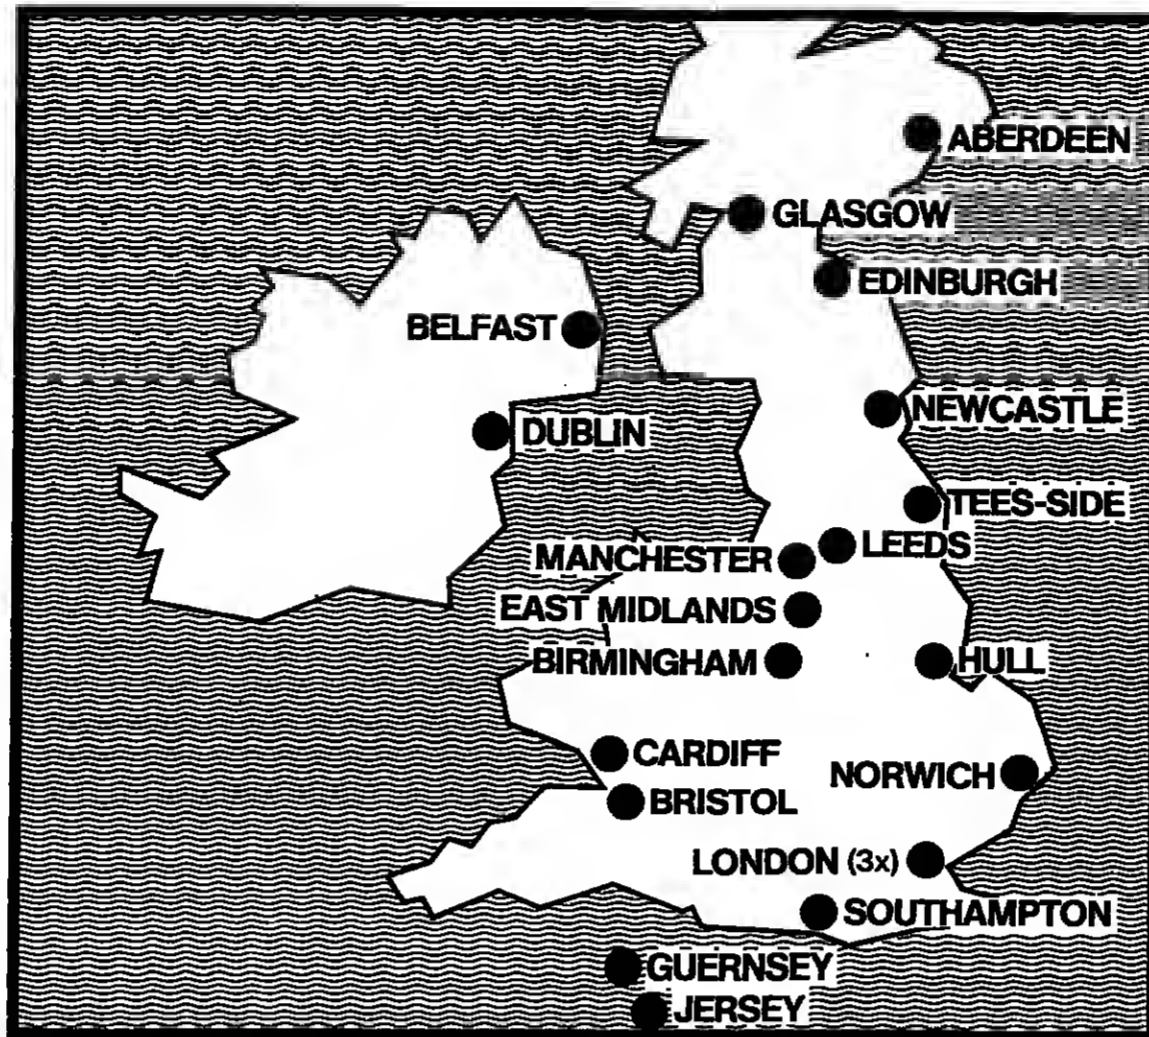 ABERDEEN
GLASGOW
EDINBURGH
BELFAST
NEWCASTLE
DUBLIN
TEES-SIDE
LEEDS
MANCHESTER
EAST MIDLANDS
BIRMINGHAM
HULL
CARDIFF
NORWICH
BRISTOL
LONDON (3x)
SOUTHAMPTON
GUERNSEY
JERSEY